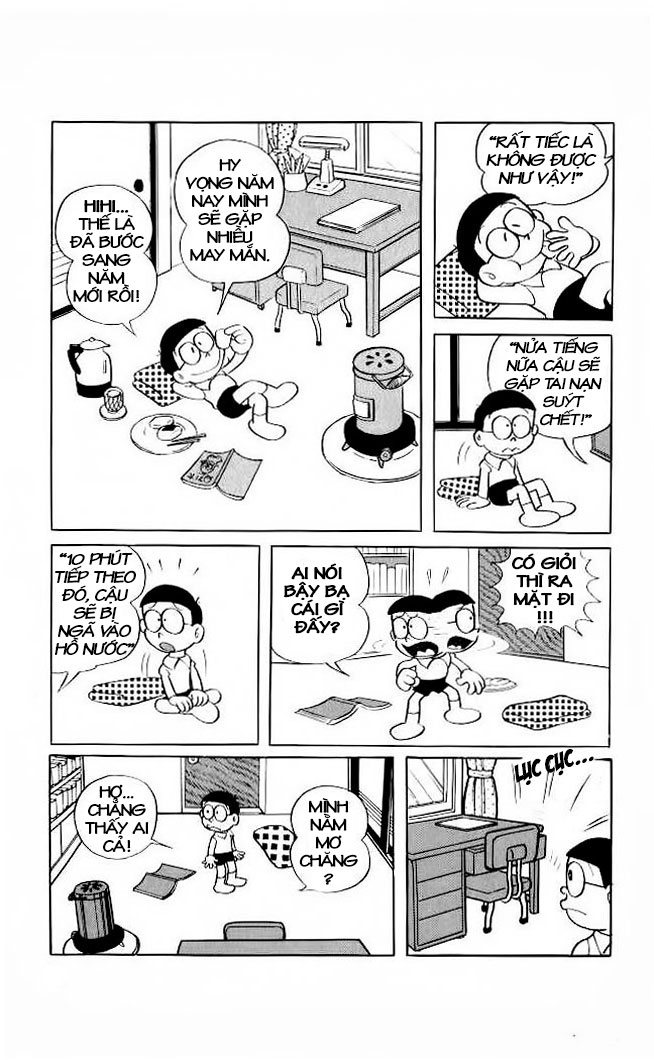 HIHI...
THẾ LÀ
ĐÃ BƯỚC
SANG
NĂM
MỚI RỒI!
HY
VỌNG NĂM
NAY MÌNH
SẼ GẶP
NHIỀU
MAY MẮN.
"RẤT TIẾC LÀ
KHÔNG ĐƯỢC
NHƯ VẬY!"
"NỬA TIẾNG
NỮA CẬU SẼ
GẶP TAI NẠN
SUÝT
CHẾT!"
"10 PHÚT
TIẾP THEO
ĐÓ, CẬU
SẼ BỊ
NGÃ VÀO
HỒ NƯỚC"
AI NÓI
BẬY BẠ
CÁI GÌ
ĐẤY?
CÓ GIỎI
THÌ RA
MẶT ĐI
!!!
HỢ...
CHẲNG
THẤY AI
CẢ!
MÌNH
NẰM
MƠ
CHĂNG
?
LỤC CỤC...